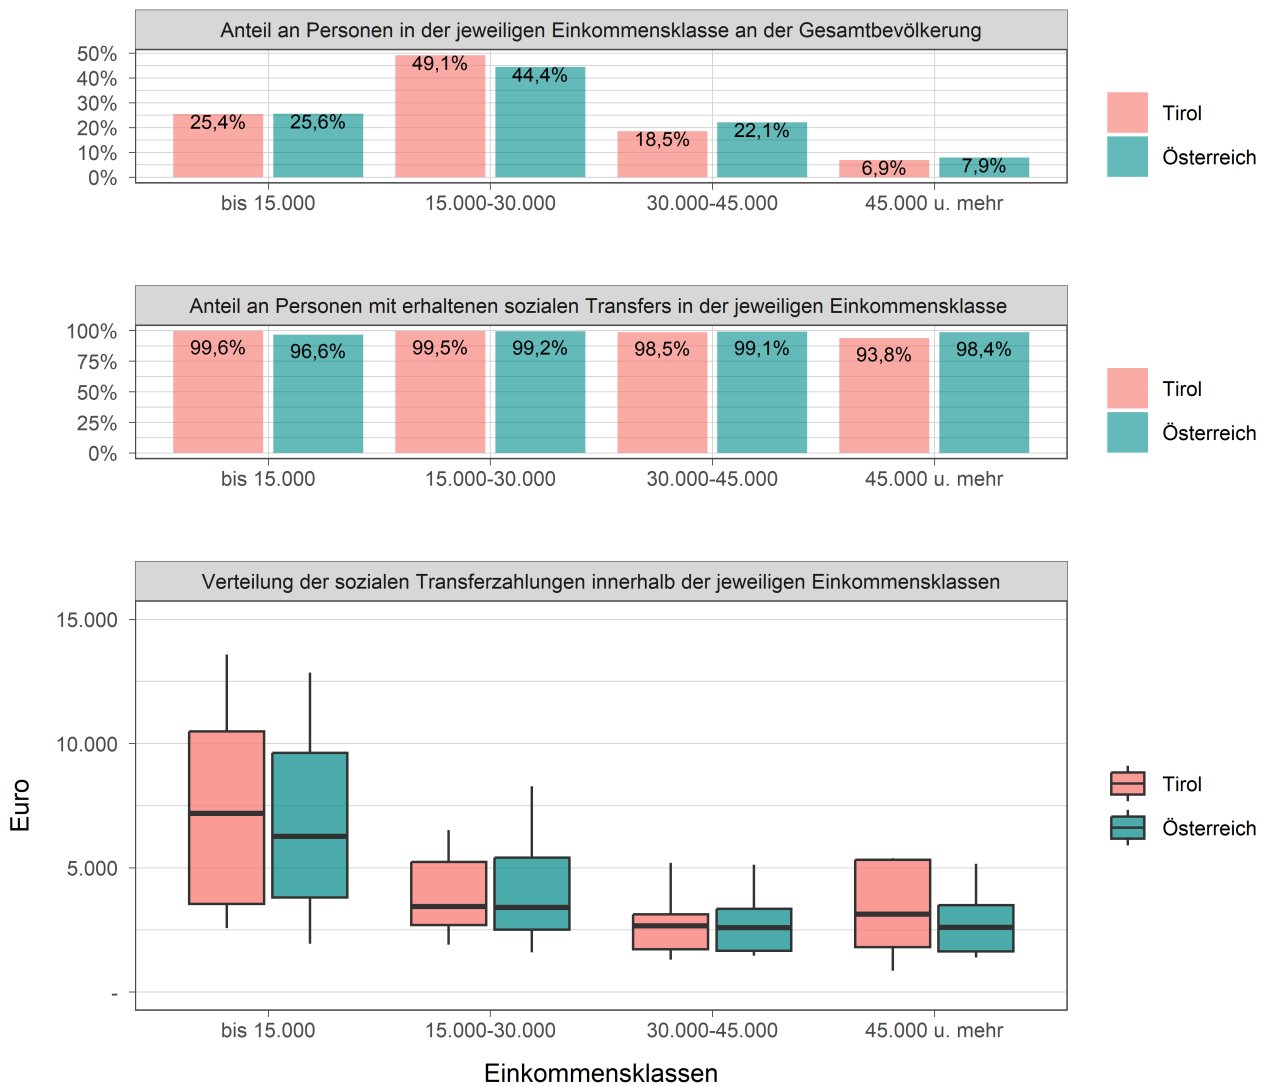 Anteil an Personen in der jeweiligen Einkommensklasse an der Gesamtbevölkerung
50%
40%
30%
20%
10%
0%
25,4%
25,6%
49,1%
44,4%
18,5%
22,1%
6,9%
7,9%
bis 15.000
15.000-30.000
30.000-45.000
45.000 u. mehr
Tirol
Österreich
Anteil an Personen mit erhaltenen sozialen Transfers in der jeweiligen Einkommensklasse
100%
75%
50%
25%
0%
99,6%
96,6%
99,5%
99,2%
98,5%
99,1%
93,8%
98,4%
bis 15.000
15.000-30.000
30.000-45.000
45.000 u. mehr
Tirol
Österreich
Verteilung der sozialen Transferzahlungen innerhalb der jeweiligen Einkommensklassen
Euro
15.000
10.000
5.000
-
bis 15.000
15.000-30.000
30.000-45.000
45.000 u. mehr
Einkommensklassen
Tirol
Österreich